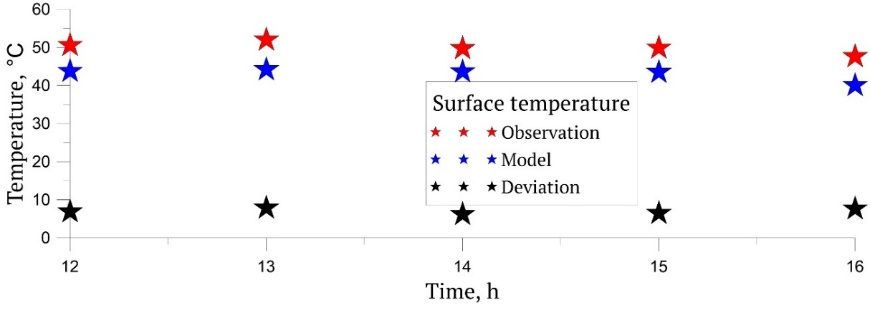 60
50
40
30
20
10
0
Temperature, °C
Surface temperature
Observation
Model
Deviation
12 13 14 15 16
Time, h